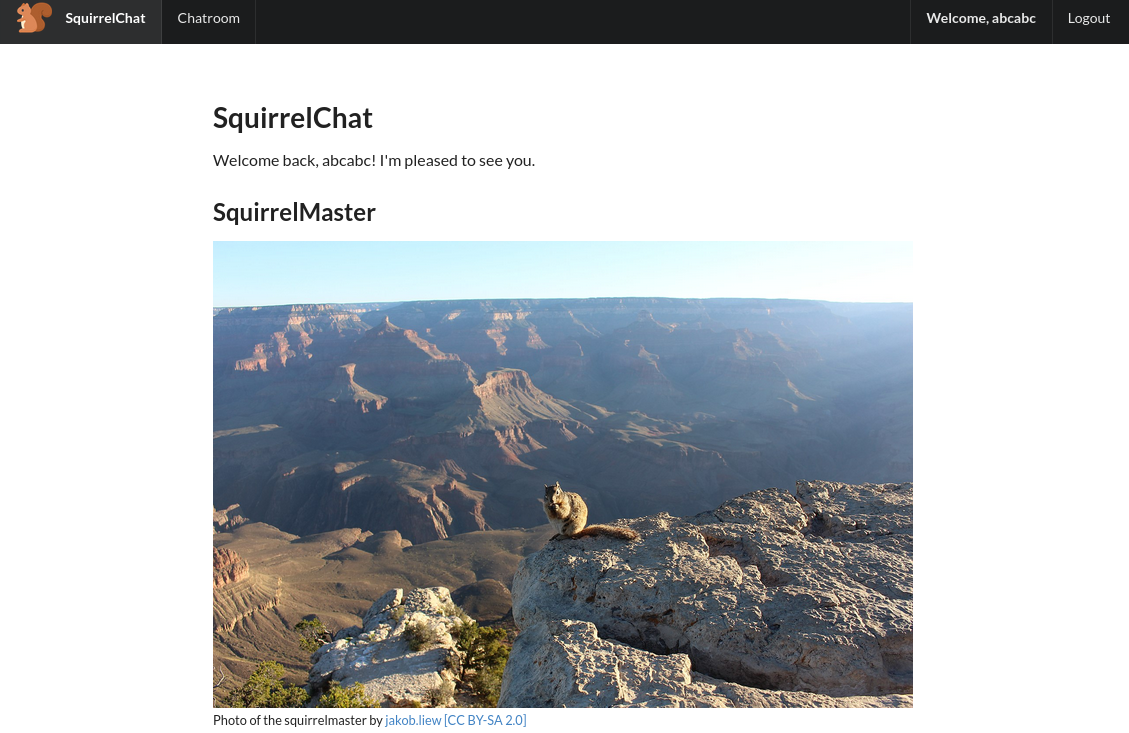 SquirrelChat Chatroom Welcome, abcabc Logout
SquirrelChat
Welcome back, abcabc! I'm pleased to see you.
SquirrelMaster
Photo of the squirrelmaster by jakob.liew [CC BY-SA 2.0]